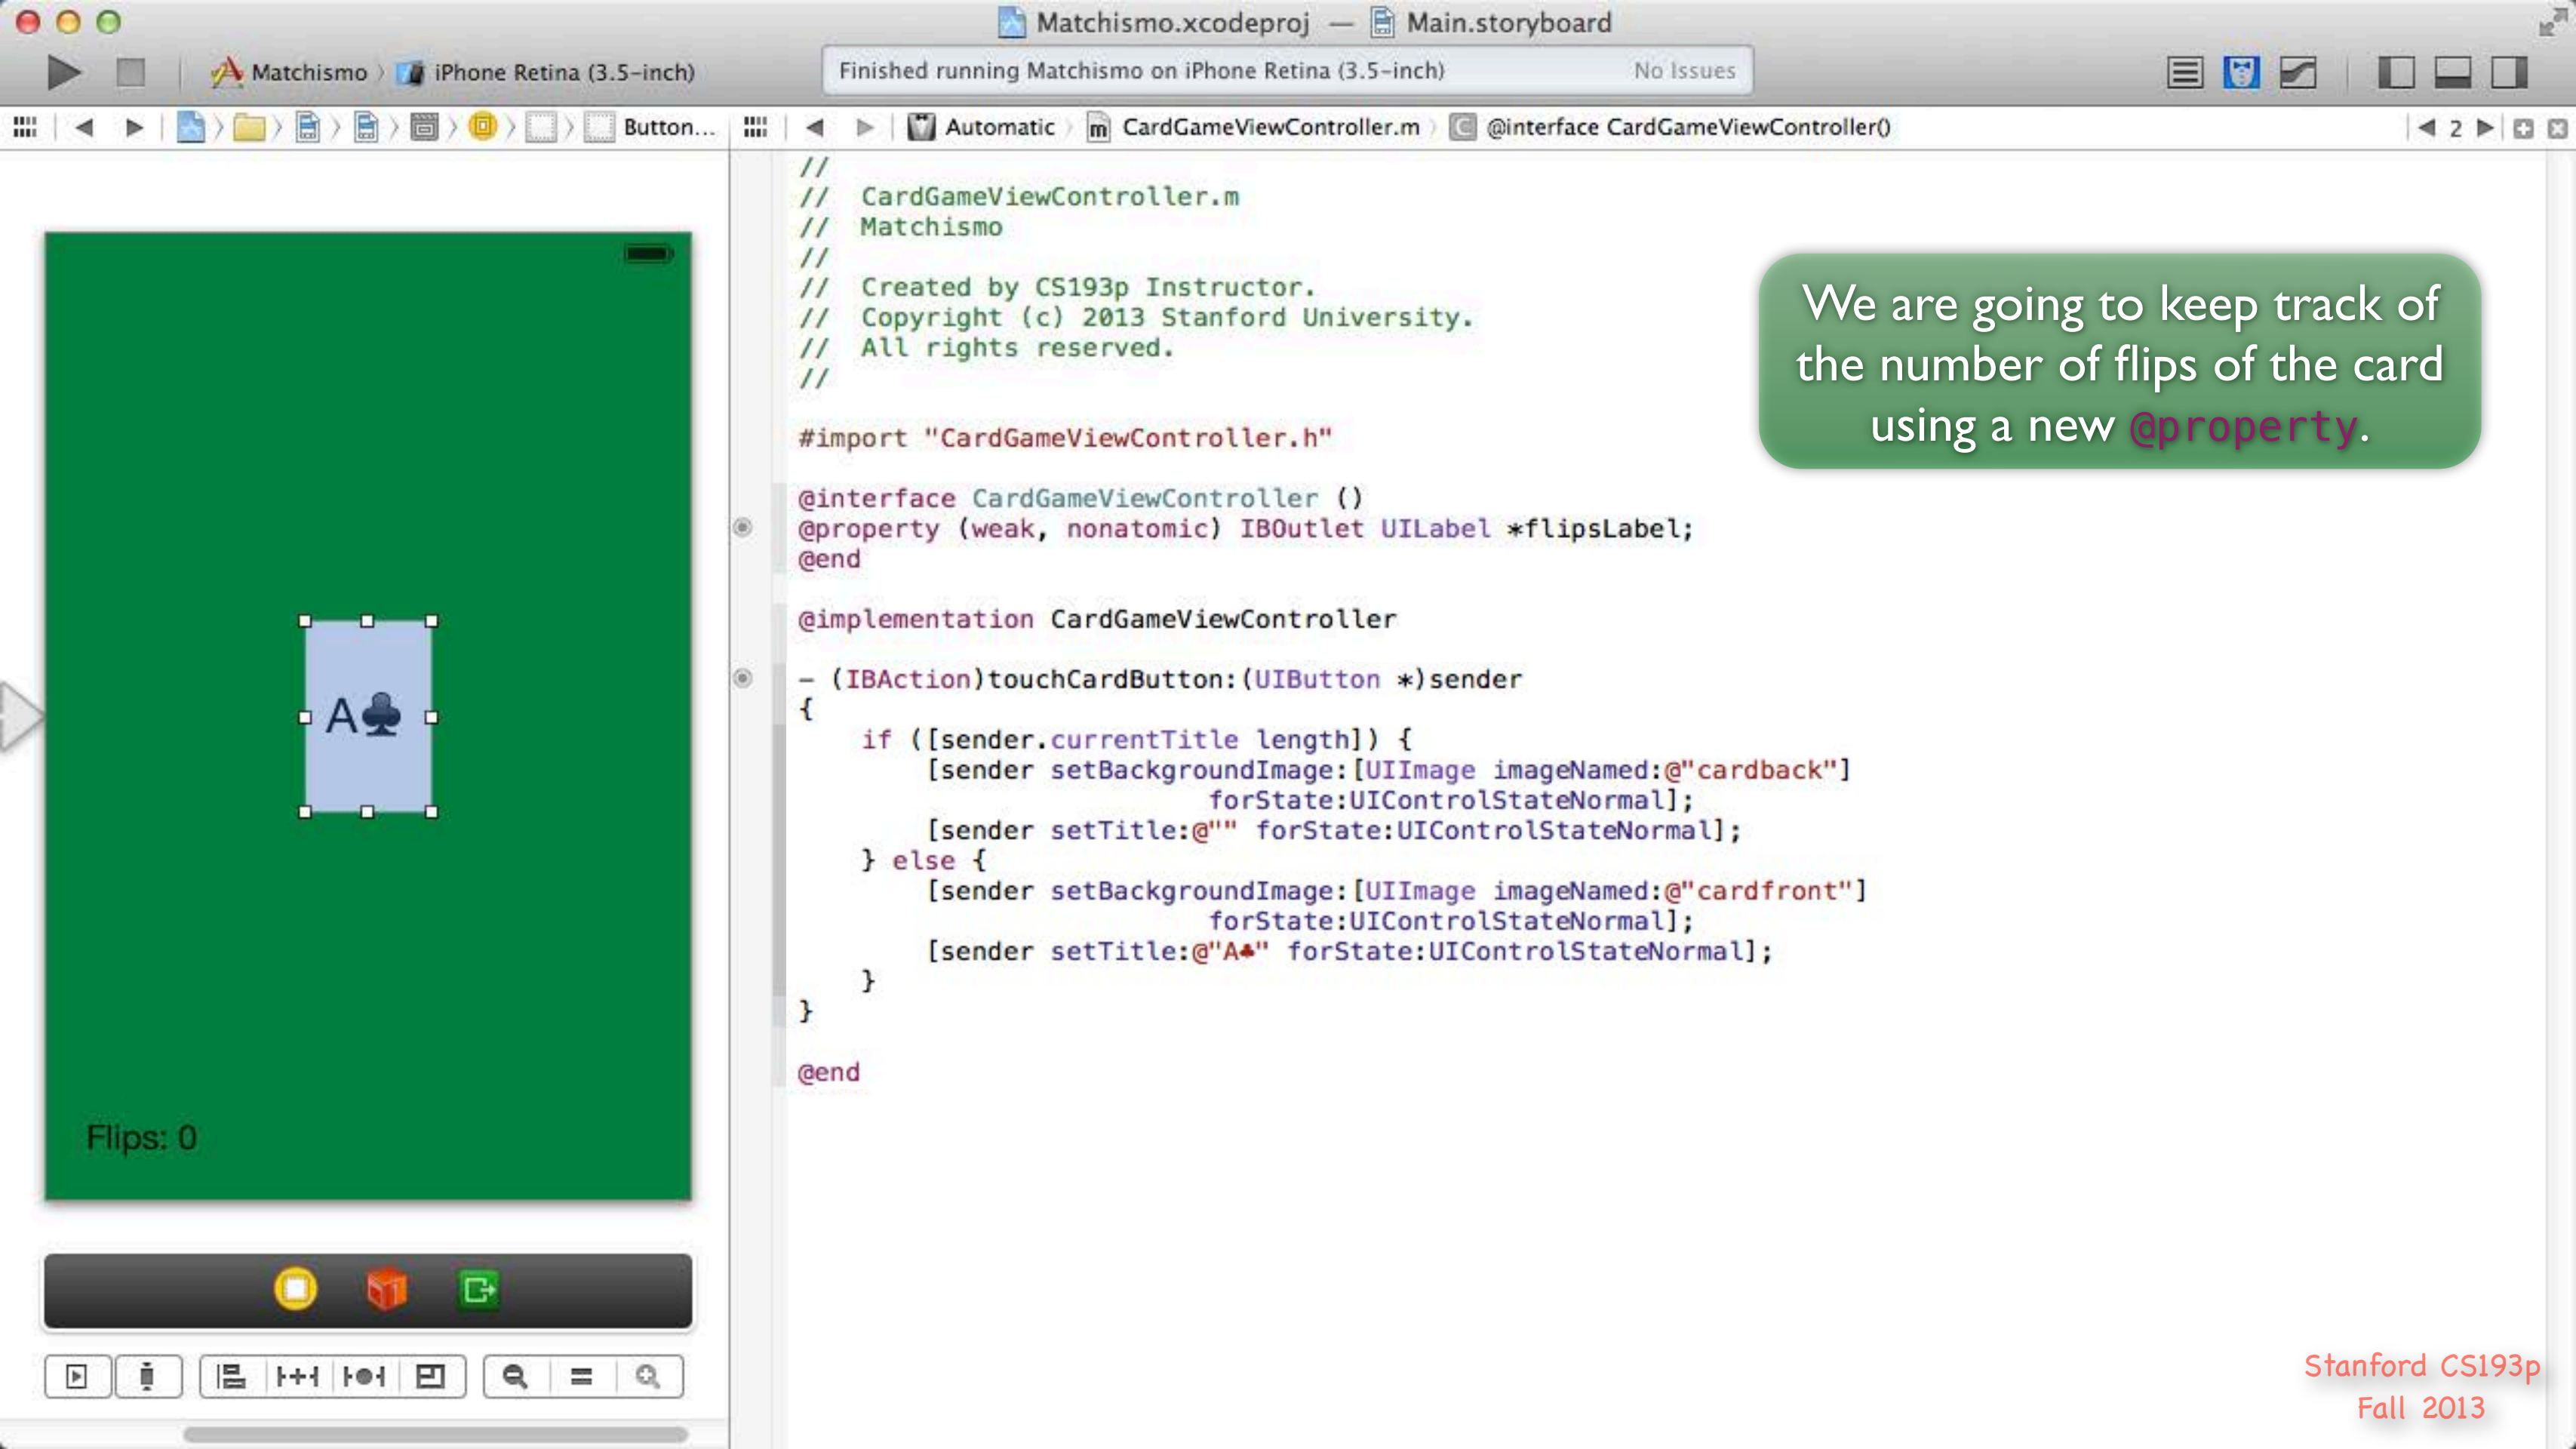 Matchismo.xcodeproj — Main.storyboard
Matchismo iPhone Retina (3.5-inch)
Finished running Matchismo on iPhone Retina (3.5-inch) No Issues
Button...
Automatic CardGameViewController.m @interface CardGameViewController()
2
//
//  CardGameViewController.m
//  Matchismo
//
//  Created by CS193p Instructor.
//  Copyright (c) 2013 Stanford University.
//  All rights reserved.
//
#import "CardGameViewController.h"
@interface CardGameViewController ()
@property (weak, nonatomic) IBOutlet UILabel *flipsLabel;
@end
@implementation CardGameViewController
- (IBAction)touchCardButton:(UIButton *)sender
{
    if ([sender.currentTitle length]) {
        [sender setBackgroundImage:[UIImage imageNamed:@"cardback"]
                          forState:UIControlStateNormal];
        [sender setTitle:@"" forState:UIControlStateNormal];
    } else {
        [sender setBackgroundImage:[UIImage imageNamed:@"cardfront"]
                          forState:UIControlStateNormal];
        [sender setTitle:@"A♣" forState:UIControlStateNormal];
    }
}
@end
We are going to keep track of
the number of flips of the card
using a new @property.
A♣
Flips: 0
Stanford CS193p
Fall 2013